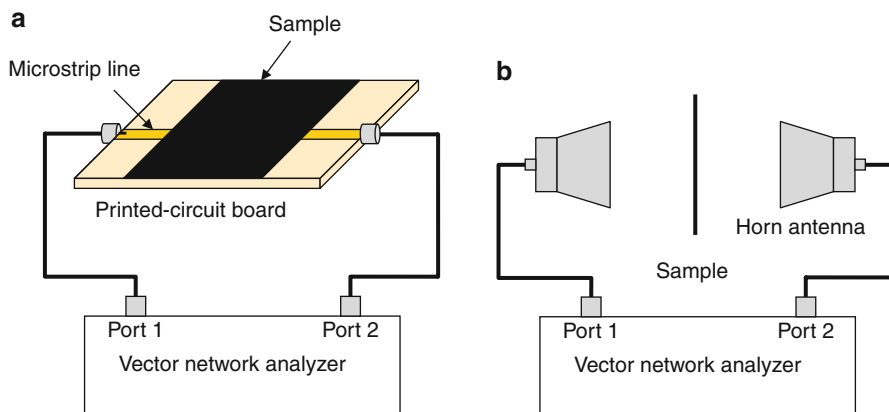 a
Sample
Microstrip line
Printed-circuit board
Port 1
Port 2
Vector network analyzer
b
Horn antenna
Sample
Port 1
Port 2
Vector network analyzer